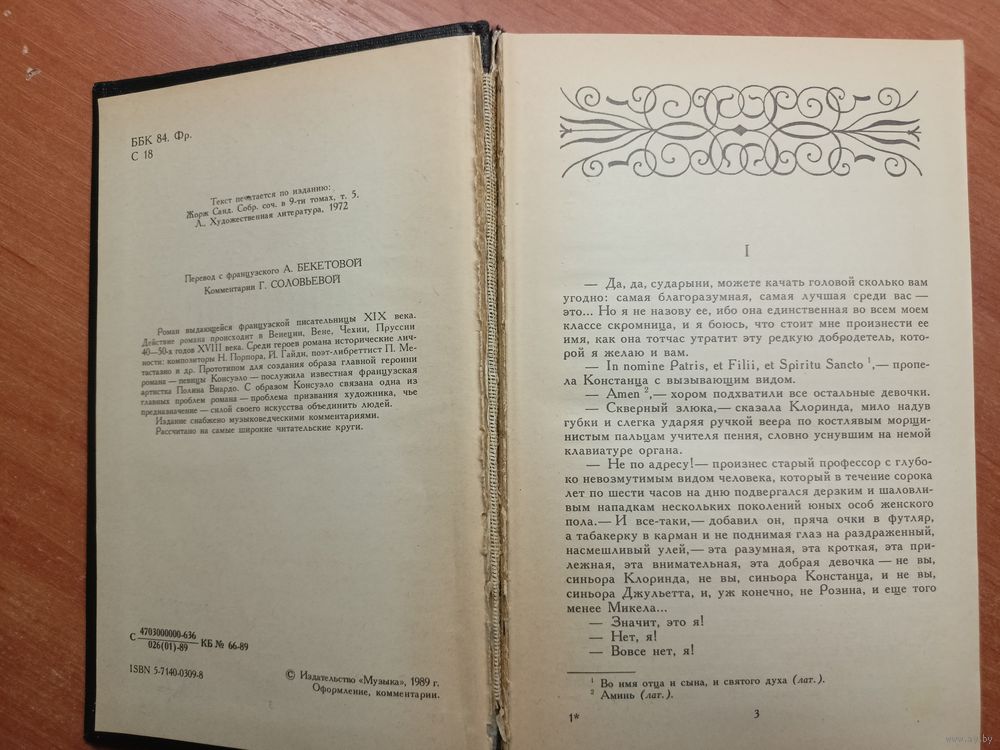 ББК 84. Фр.
С 18
Текст печатается по изданию:
Жорж Санд. Собр. соч. в 9-ти томах, т. 5,
Л., Художественная литература, 1972
Перевод с французского А. БЕКЕТОВОЙ
Комментарии Г. СОЛОВЬЕВОЙ
Роман выдающейся французской писательницы XIX века.
Действие романа происходит в Венеции, Вене, Чехии, Пруссии
40—50-х годов XVIII века. Среди героев романа исторические лич-
ности: композиторы Н. Порпора, И. Гайдн, поэт-либреттист П. Ме-
тастазио и др. Прототипом для создания образа главной героини
романа — певицы Консуэло — послужила известная французская
артистка Полина Виардо. С образом Консуэло связана одна из
главных проблем романа — проблема призвания художника, чье
предназначение — силой своего искусства объединить людей.
Издание снабжено музыковедческими комментариями.
Рассчитано на самые широкие читательские круги.
С 4703000000-636
026(01)-89 КБ № 66-89
ISBN 5-7140-0309-8
© Издательство «Музыка», 1989 г.
Оформление, комментарии.
I
— Да, да, сударыни, можете качать головой сколько вам
угодно: самая благоразумная, самая лучшая среди вас —
это... Но я не назову ее, ибо она единственная во всем моем
классе скромница, и я боюсь, что стоит мне произнести ее
имя, как она тотчас утратит эту редкую добродетель, кото-
рой я желаю и вам.
— In nomine Patris, et Filii, et Spiritu Sancto ¹,— пропе-
ла Констанца с вызывающим видом.
— Amen ²,— хором подхватили все остальные девочки.
— Скверный злюка,— сказала Клоринда, мило надув
губки и слегка ударяя ручкой веера по костлявым морщи-
нистым пальцам учителя пения, словно уснувшим на немой
клавиатуре органа.
— Не по адресу!— произнес старый профессор с глубо-
ко невозмутимым видом человека, который в течение сорока
лет по шести часов на дню подвергался дерзким и шаловли-
вым нападкам нескольких поколений юных особ женского
пола.— И все-таки,— добавил он, пряча очки в футляр,
а табакерку в карман и не поднимая глаз на раздраженный,
насмешливый улей,— эта разумная, эта кроткая, эта при-
лежная, эта внимательная, эта добрая девочка — не вы,
синьора Клоринда, не вы, синьора Констанца, и не вы,
синьора Джульетта, и, уж конечно, не Розина, и еще того
менее Микела...
— Значит, это я!
— Нет, я!
— Вовсе нет, я!
¹ Во имя отца и сына, и святого духа (лат.).
² Аминь (лат.).
1*
3
www.ay.by